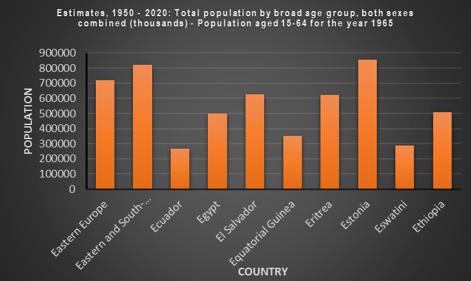 Estimates, 1950 - 2020: Total population by broad age group, both sexes
combined (thousands) - Population aged 15-64 for the year 1965
900000
800000
700000
600000
500000
400000
300000
200000
100000
0
POPULATION
Eastern Europe
Eastern and South-...
Ecuador
Egypt
El Salvador
Equatorial Guinea
Eritrea
Estonia
Eswatini
Ethiopia
COUNTRY